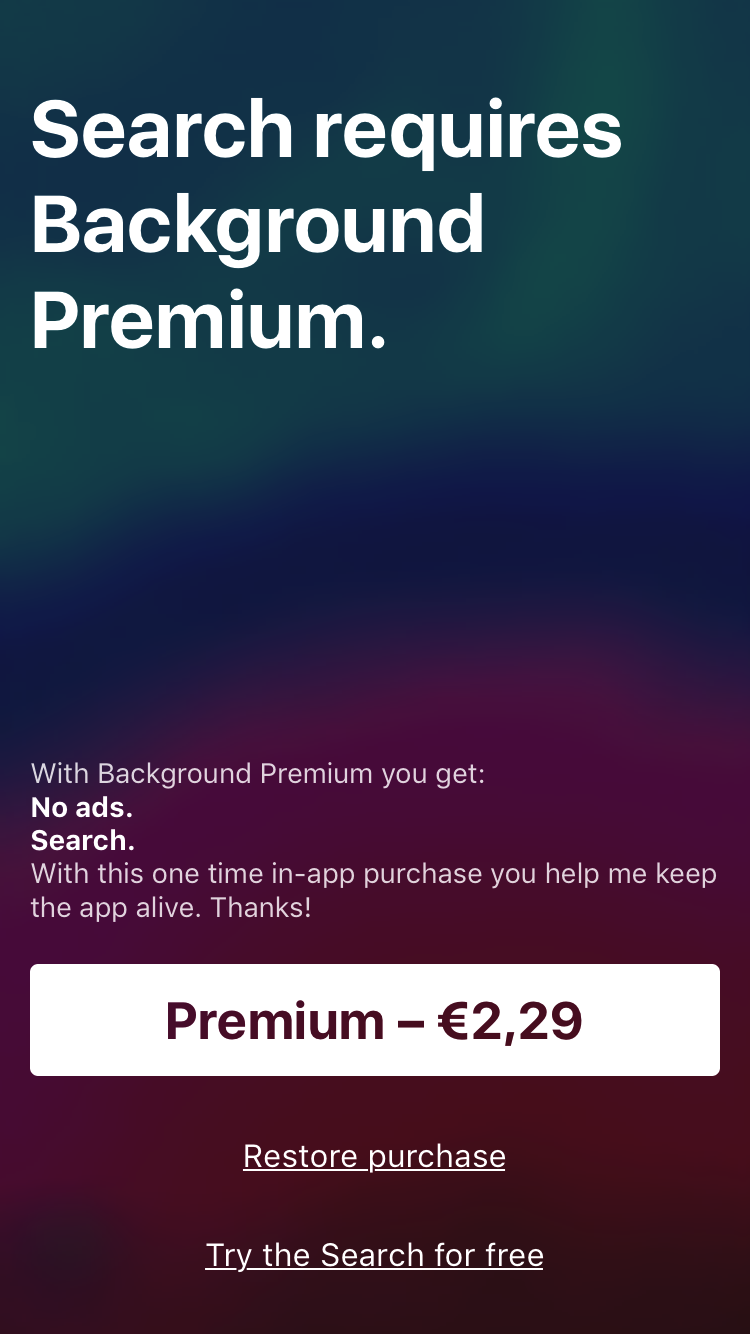 Search requires
Background
Premium.
With Background Premium you get:
No ads.
Search.
With this one time in-app purchase you help me keep
the app alive. Thanks!
Premium – €2,29
Restore purchase
Try the Search for free